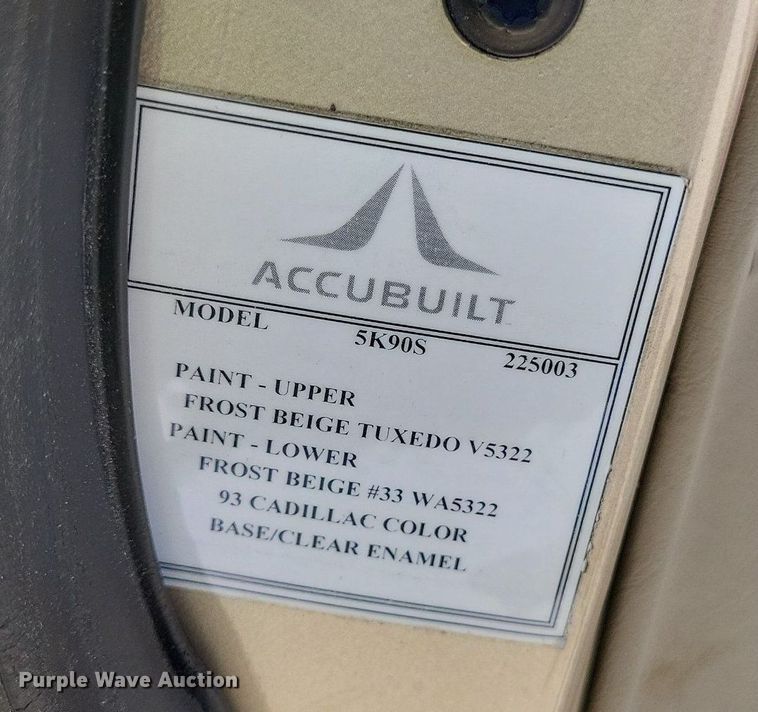 ACCUBUILT
MODEL 5K90S 225003
PAINT - UPPER
FROST BEIGE TUXEDO V5322
PAINT - LOWER
FROST BEIGE #33 WA5322
93 CADILLAC COLOR
BASE/CLEAR ENAMEL
Purple Wave Auction